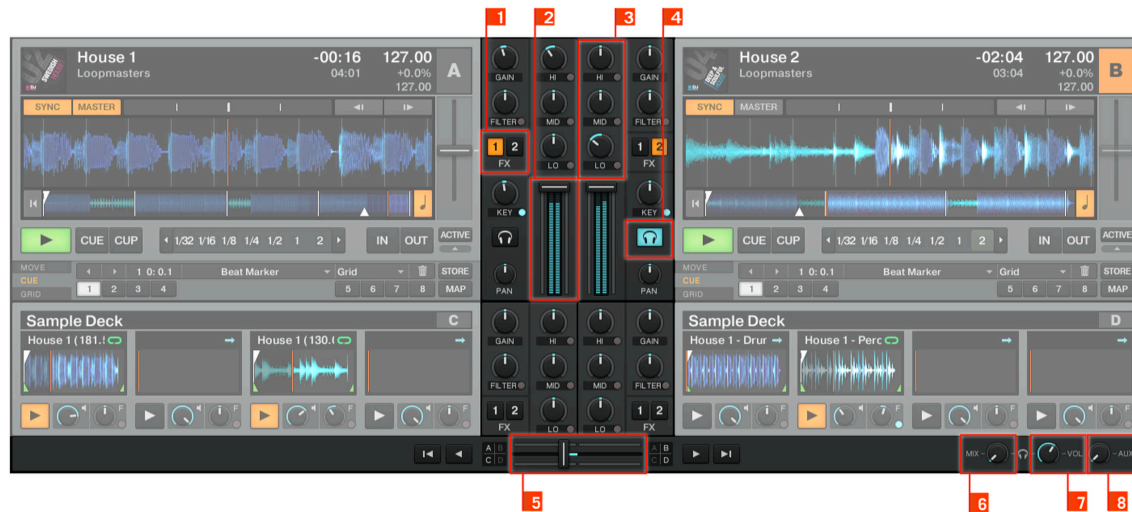 1 2 3 4
House 1 -00:16 127.00
Loopmasters 04:01 +0.0%
127.00
A
SYNC MASTER
CUE CUP 1/32 1/16 1/8 1/4 1/2 1 2 IN OUT ACTIVE
MOVE
CUE
GRID
1 0:0.1 Beat Marker Grid STORE
1 2 3 4 5 6 7 8 MAP
GAIN HI HI GAIN
FILTER MID MID FILTER
1 2 LO LO 1 2
FX FX
KEY KEY
PAN PAN
House 2 -02:04 127.00
Loopmasters 03:04 +0.0%
127.00
B
SYNC MASTER
CUE CUP 1/32 1/16 1/8 1/4 1/2 1 2 IN OUT ACTIVE
MOVE
CUE
GRID
1 0:0.1 Beat Marker Grid STORE
1 2 3 4 5 6 7 8 MAP
Sample Deck C
House 1 (181.! House 1 (130.(
F F
GAIN HI HI GAIN
FILTER MID MID FILTER
1 2 LO LO 1 2
FX FX
Sample Deck D
House 1 - Drur House 1 - Perc
F F
A B
C D
A B
C D
MIX VOL AUX
5 6 7 8